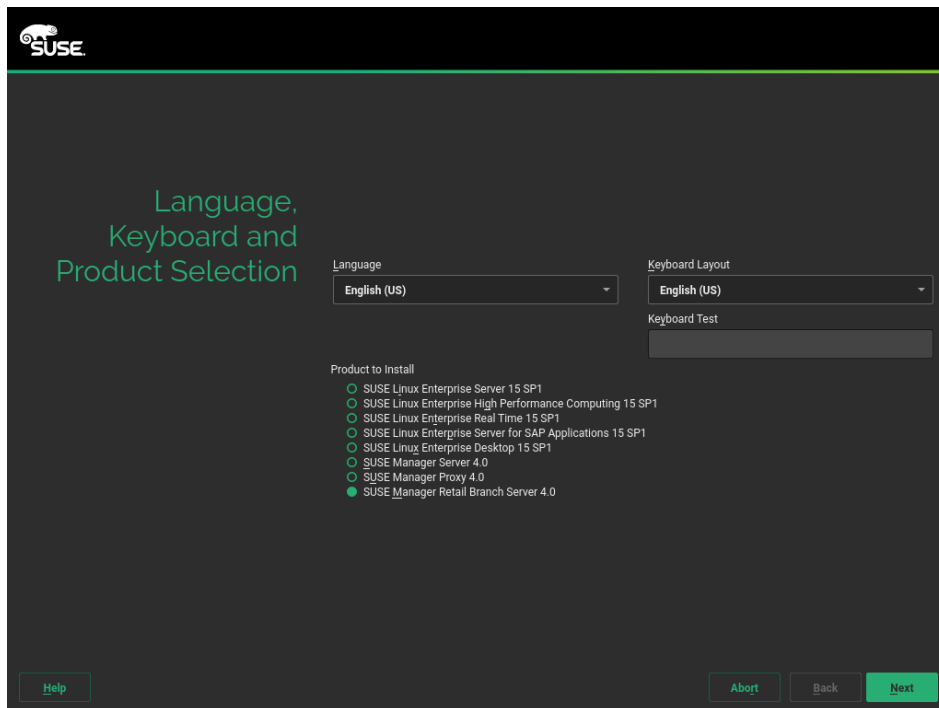 SUSE.
Language,
Keyboard and
Product Selection
Language
English (US)
Keyboard Layout
English (US)
Keyboard Test
Product to Install
SUSE Linux Enterprise Server 15 SP1
SUSE Linux Enterprise High Performance Computing 15 SP1
SUSE Linux Enterprise Real Time 15 SP1
SUSE Linux Enterprise Server for SAP Applications 15 SP1
SUSE Linux Enterprise Desktop 15 SP1
SUSE Manager Server 4.0
SUSE Manager Proxy 4.0
SUSE Manager Retail Branch Server 4.0
Help
Abort
Back
Next